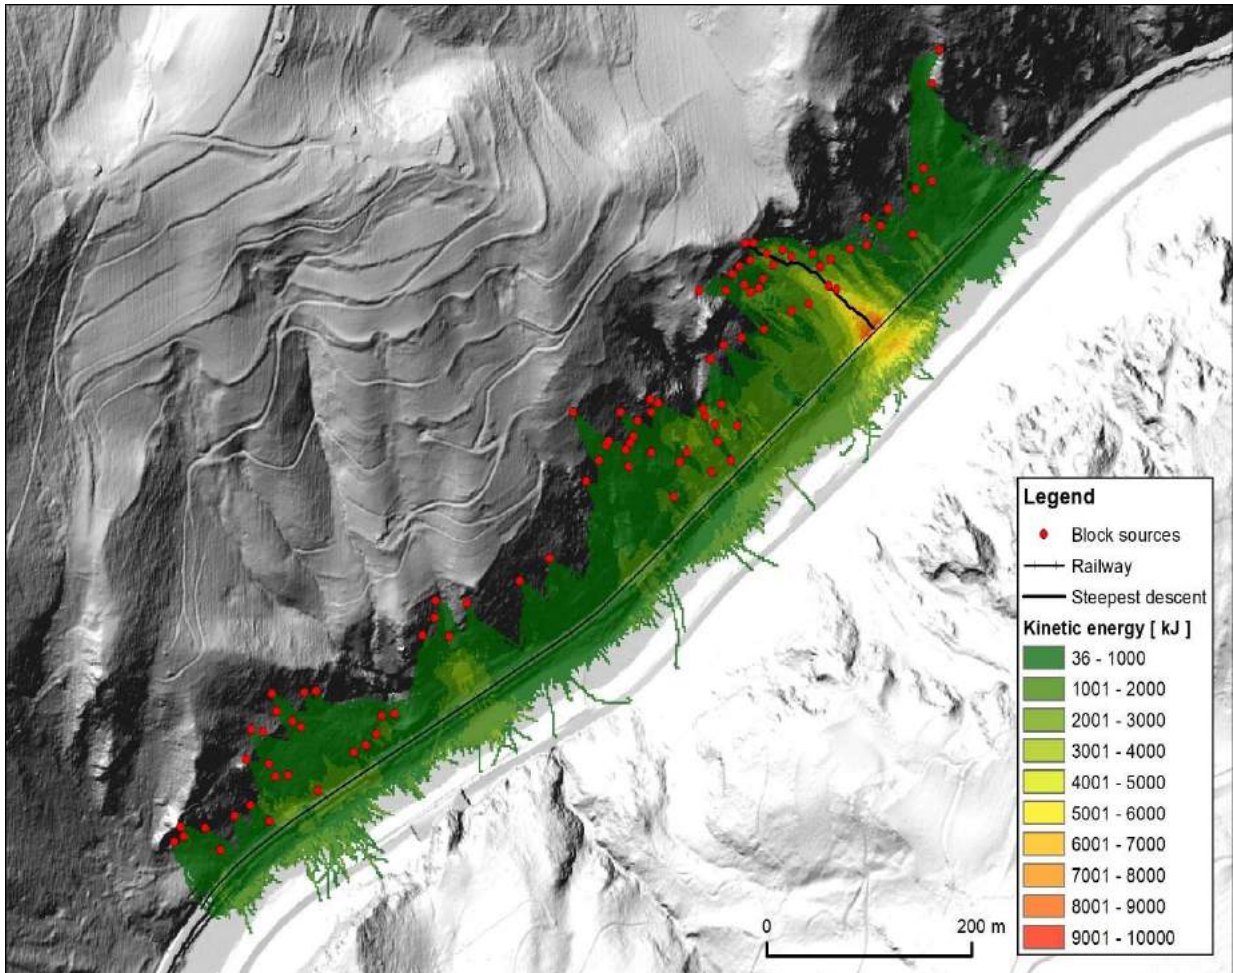 Legend
Block sources
Railway
Steepest descent
Kinetic energy [ kJ ]
36 - 1000
1001 - 2000
2001 - 3000
3001 - 4000
4001 - 5000
5001 - 6000
6001 - 7000
7001 - 8000
8001 - 9000
9001 - 10000
0 200 m